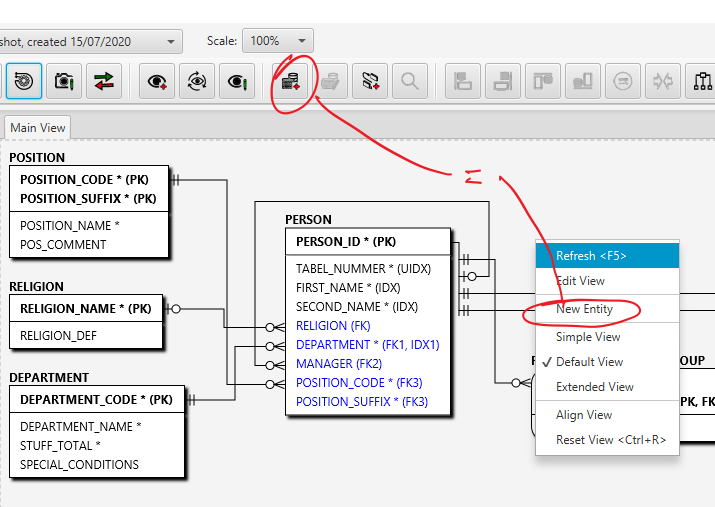 shot, created 15/07/2020
Scale: 100%
Main View
POSITION
POSITION_CODE * (PK)
POSITION_SUFFIX * (PK)
POSITION_NAME *
POS_COMMENT
RELIGION
RELIGION_NAME * (PK)
RELIGION_DEF
DEPARTMENT
DEPARTMENT_CODE * (PK)
DEPARTMENT_NAME *
STUFF_TOTAL *
SPECIAL_CONDITIONS
PERSON
PERSON_ID * (PK)
TABEL_NUMMER * (UIDX)
FIRST_NAME * (IDX)
SECOND_NAME * (IDX)
RELIGION (FK)
DEPARTMENT * (FK1, IDX1)
MANAGER (FK2)
POSITION_CODE * (FK3)
POSITION_SUFFIX * (FK3)
=
Refresh <F5>
Edit View
New Entity
Simple View
✓ Default View
Extended View
Align View
Reset View <Ctrl+R>
OUP
PK, FK